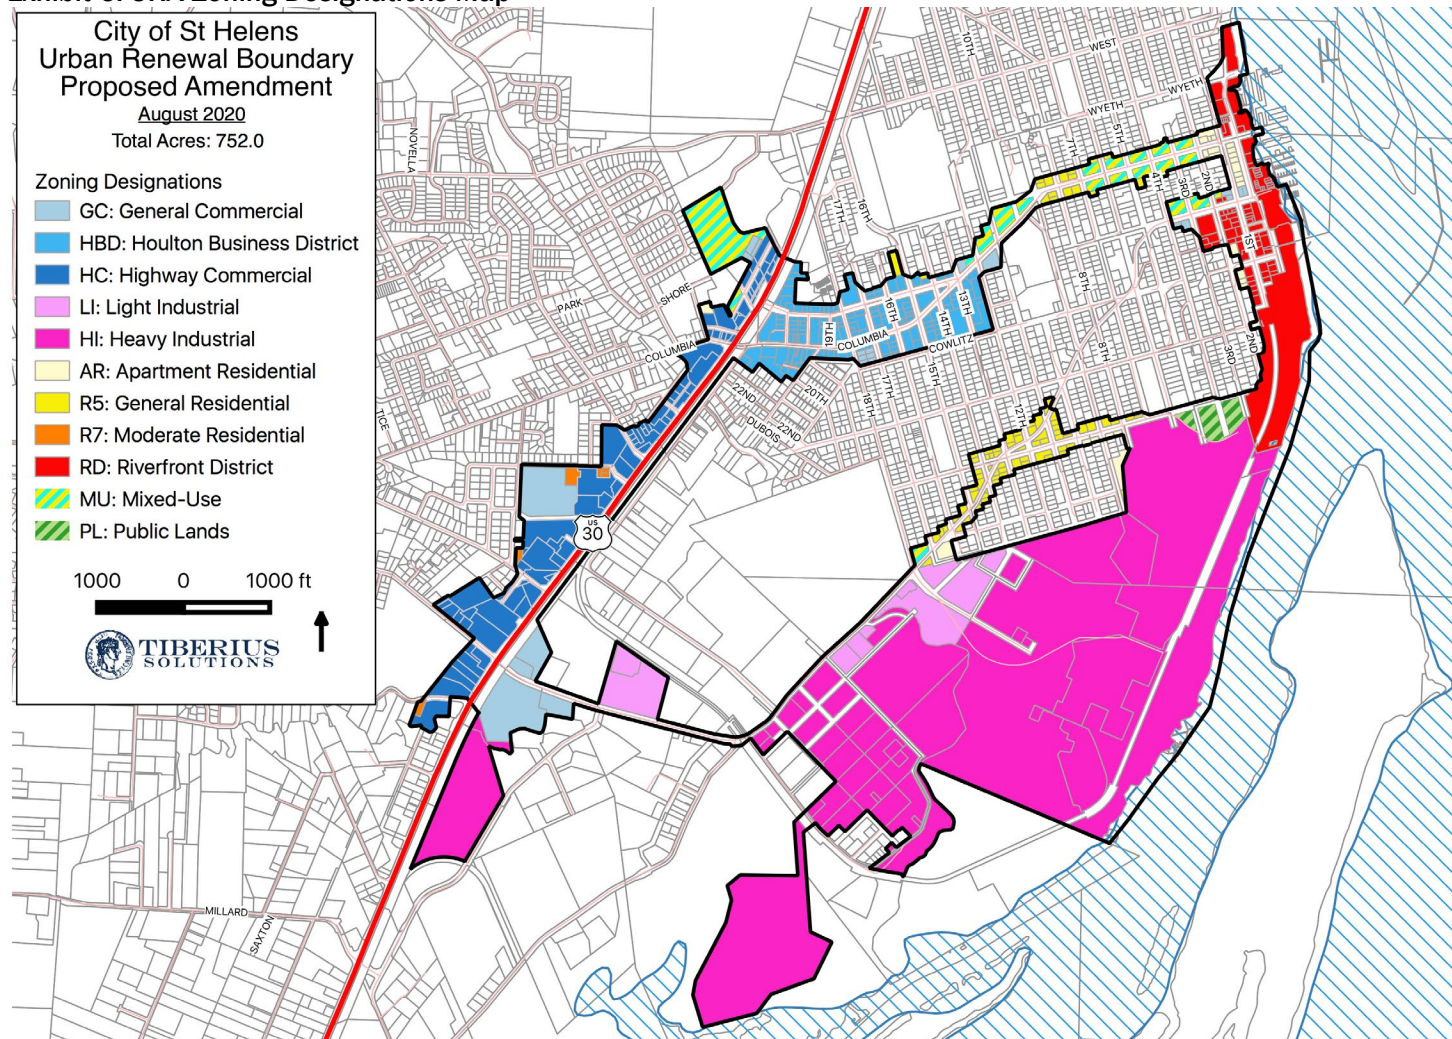 City of St Helens
Urban Renewal Boundary
Proposed Amendment
August 2020
Total Acres: 752.0
Zoning Designations
GC: General Commercial
HBD: Houlton Business District
HC: Highway Commercial
LI: Light Industrial
HI: Heavy Industrial
AR: Apartment Residential
R5: General Residential
R7: Moderate Residential
RD: Riverfront District
MU: Mixed-Use
PL: Public Lands
1000 0 1000 ft
TIBERIUS
SOLUTIONS
NOVELLA
10TH
WEST
WYETH
WYETH
5TH
7TH
4TH
3RD
2ND
1ST
17TH
16TH
SHORE
PARK
COLUMBIA
19TH
COLUMBIA
16TH
14TH
13TH
COWLITZ
15TH
17TH
18TH
20TH
22ND
22ND
DUBOIS
8TH
8TH
12TH
3RD
2ND
TICE
US
30
MILLARD
SAXTON